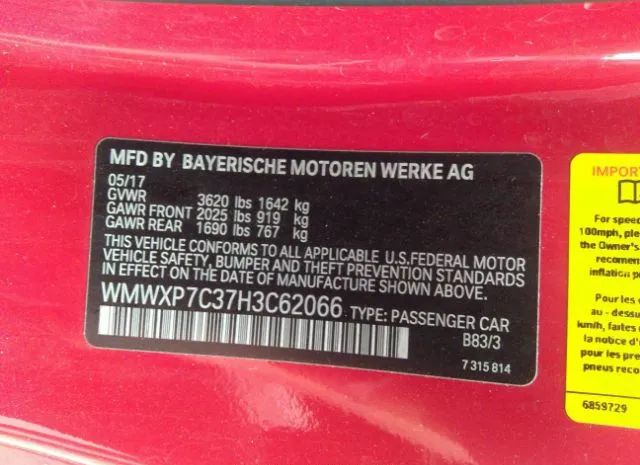 MFD BY BAYERISCHE MOTOREN WERKE AG
05/17
GVWR 3620 lbs 1642 kg
GAWR FRONT 2025 lbs 919 kg
GAWR REAR 1690 lbs 767 kg
THIS VEHICLE CONFORMS TO ALL APPLICABLE U.S.FEDERAL MOTOR
VEHICLE SAFETY, BUMPER AND THEFT PREVENTION STANDARDS
IN EFFECT ON THE DATE OF MANUFACTURE SHOWN ABOVE.
WMWXP7C37H3C62066 TYPE: PASSENGER CAR
B83/3
7 315 814
IMPOR
For speed
100mph, ple
the Owner's
recomen
inflation p
Pour les v
au - dessu
km/h, faites
la notice d'
pour les pre
pneus reco
6859729